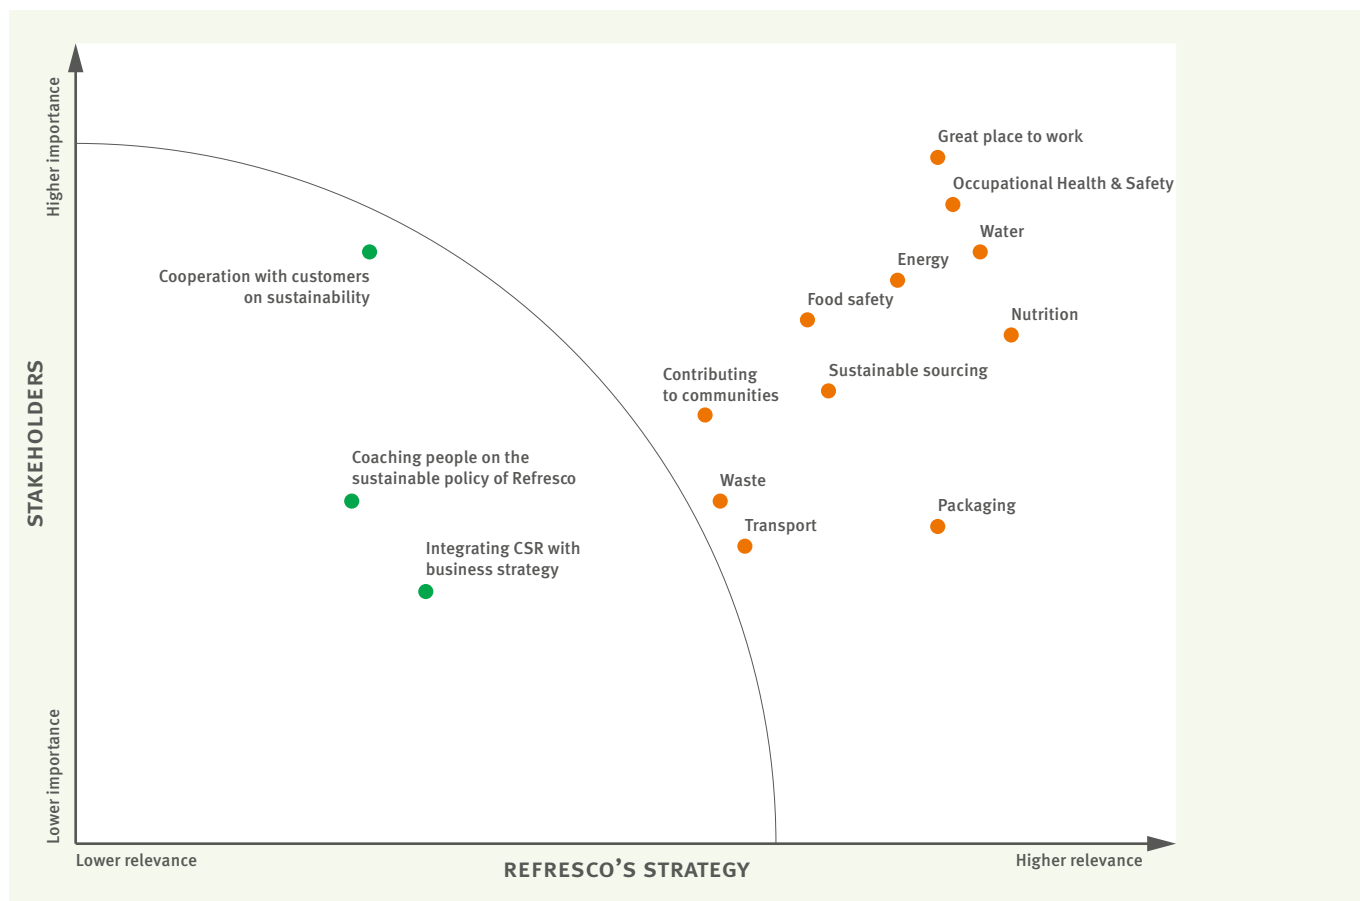 Higher importance
STAKEHOLDERS
Lower importance
Great place to work
Occupational Health & Safety
Water
Energy
Food safety
Nutrition
Cooperation with customers
on sustainability
Contributing
to communities
Sustainable sourcing
Coaching people on the
sustainable policy of Refresco
Waste
Transport
Packaging
Integrating CSR with
business strategy
Lower relevance
REFRESCO’S STRATEGY
Higher relevance